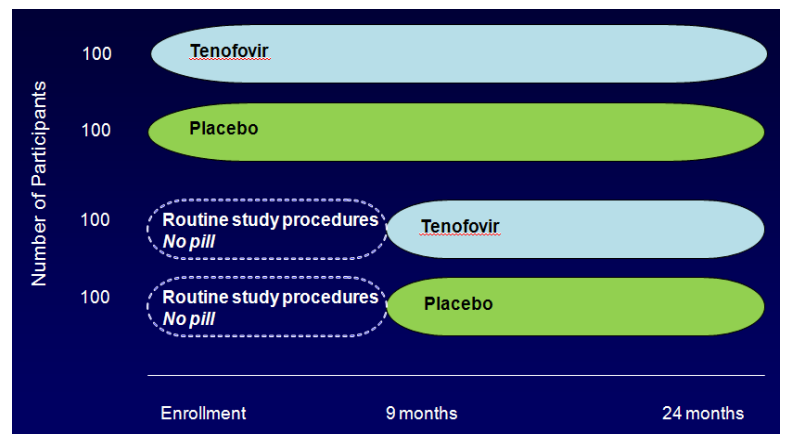 Number of Participants
100
Tenofovir
100
Placebo
100
Routine study procedures
No pill
Tenofovir
100
Routine study procedures
No pill
Placebo
Enrollment
9 months
24 months